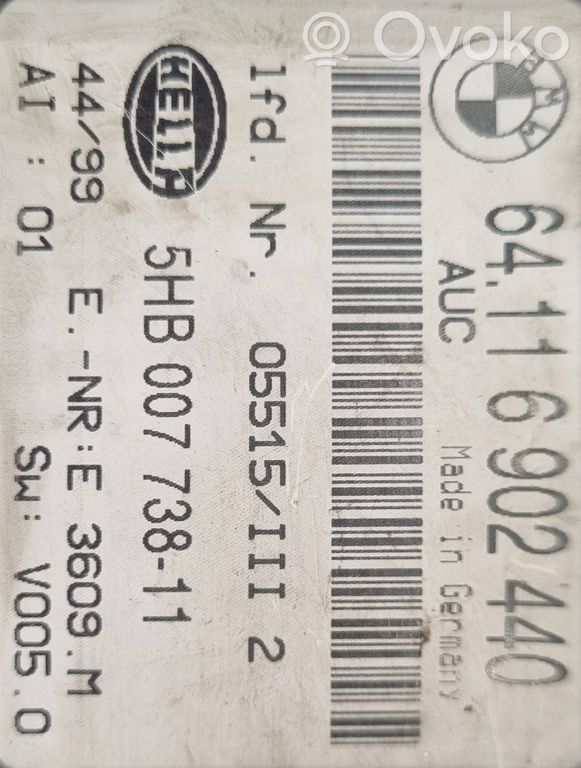 Ovoko
BMW
64.11 6 902 440
AUC Made in Germany
lfd. Nr. 05515/III 2
HELLA 5HB 007 738-11
44/99 E.-NR:E 3609.M
AI : 01 Sw: V005.0